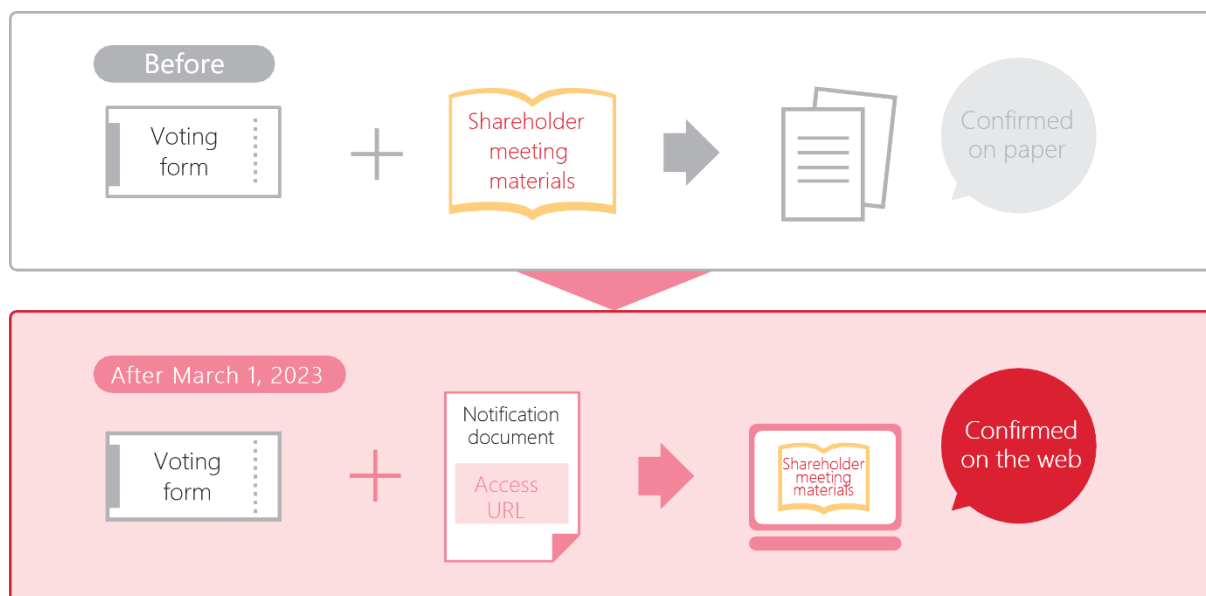 Before
Voting
form
Shareholder
meeting
materials
Confirmed
on paper
After March 1, 2023
Voting
form
Notification
document
Access
URL
Shareholder
meeting
materials
Confirmed
on the web